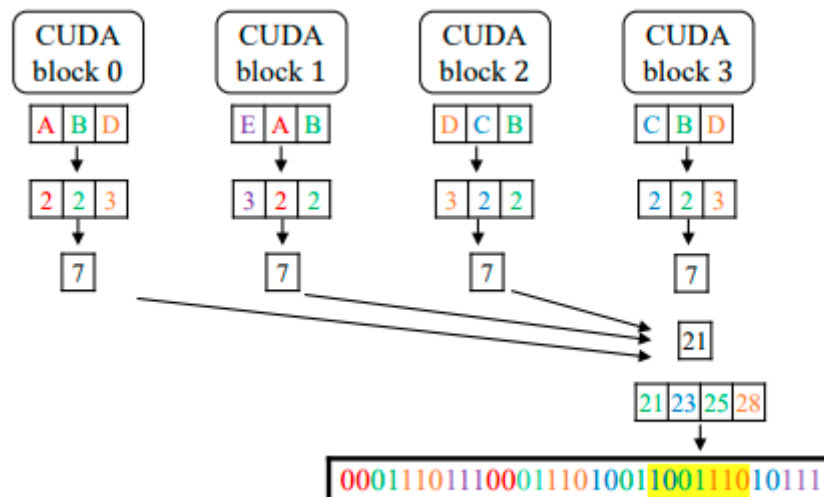 CUDA CUDA CUDA CUDA
block 0 block 1 block 2 block 3
A B D E A B D C B C B D
2 2 3 3 2 2 3 2 2 2 2 3
7 7 7 7
21
21 23 25 28
000111011100011101001100111010111